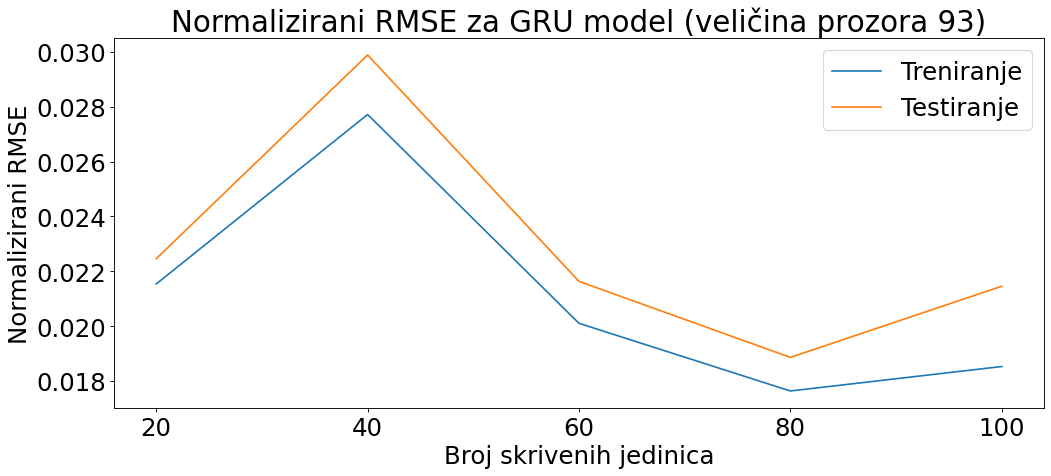 Normalizirani RMSE za GRU model (veličina prozora 93)
Normalizirani RMSE
0.030
0.028
0.026
0.024
0.022
0.020
0.018
Treniranje
Testiranje
20 40 60 80 100
Broj skrivenih jedinica